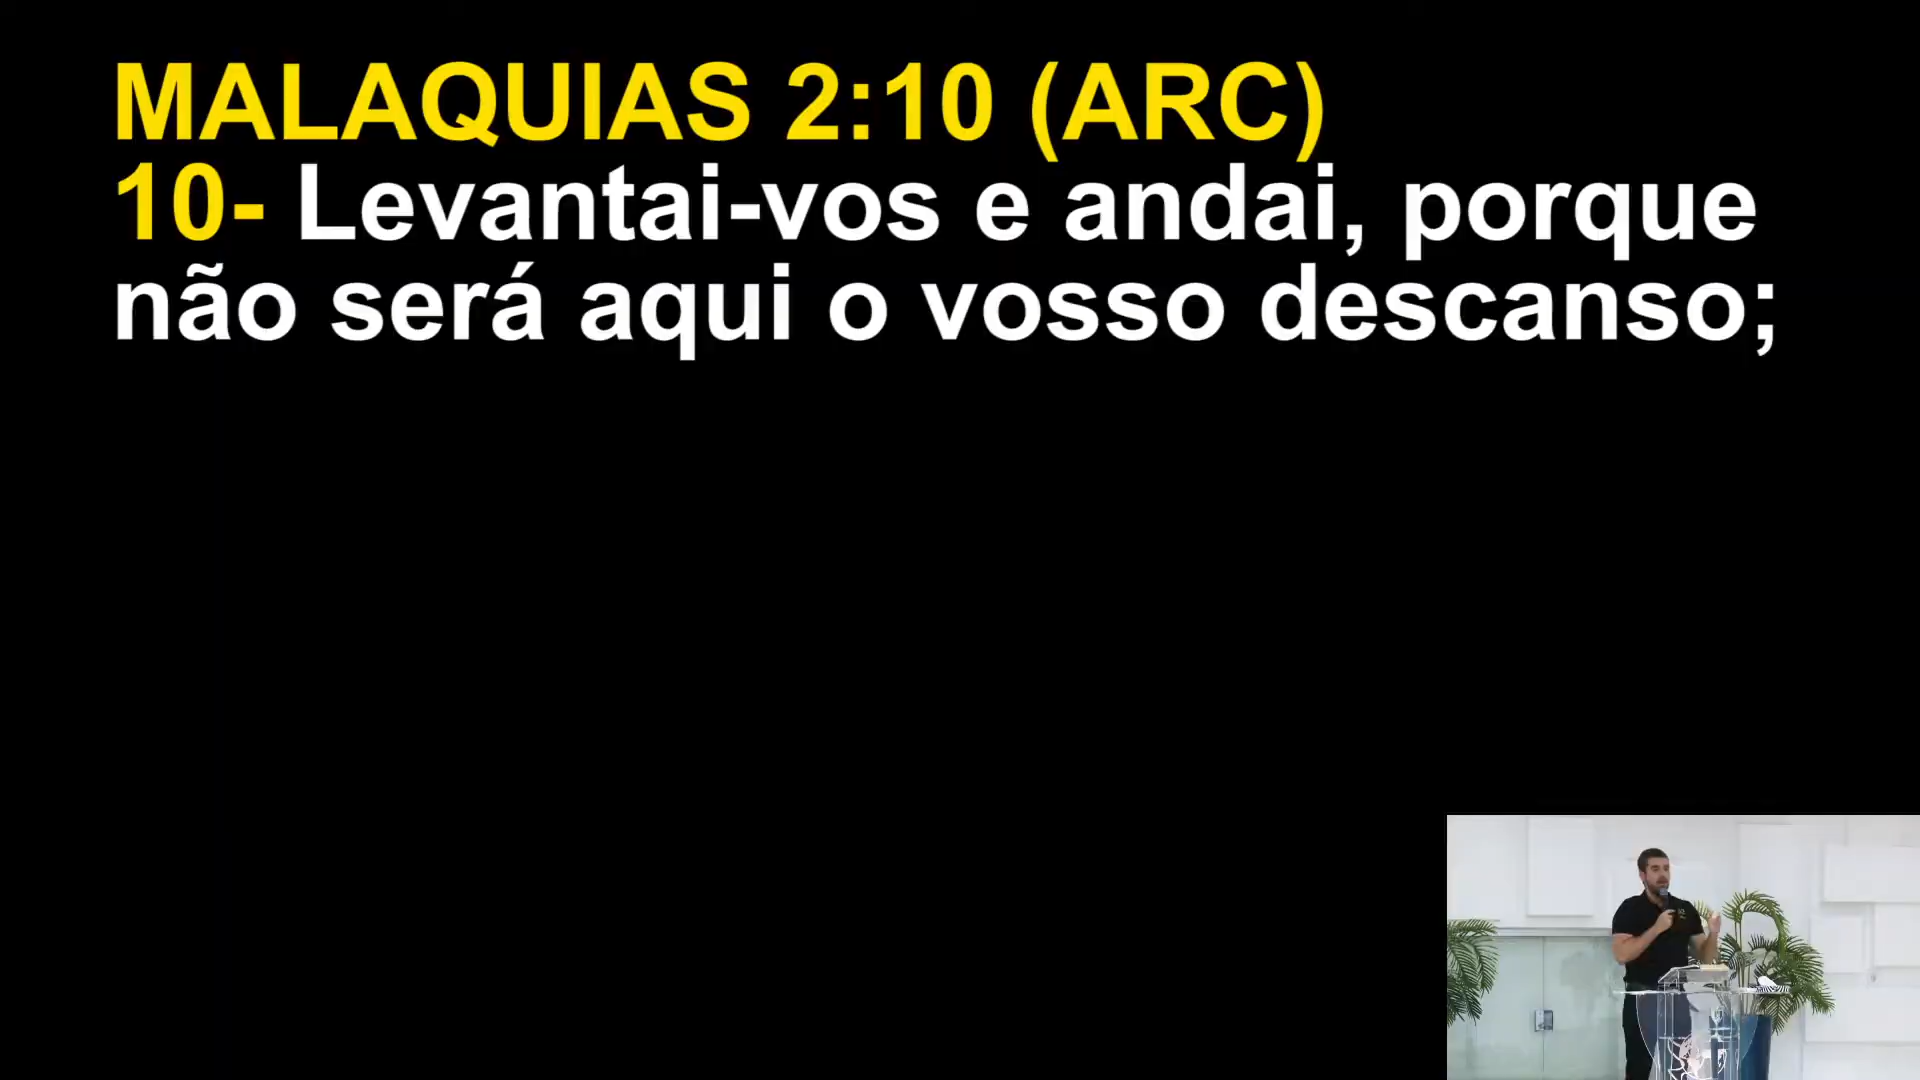 MALAQUIAS 2:10 (ARC)
10- Levantai-vos e andai, porque
não será aqui o vosso descanso;